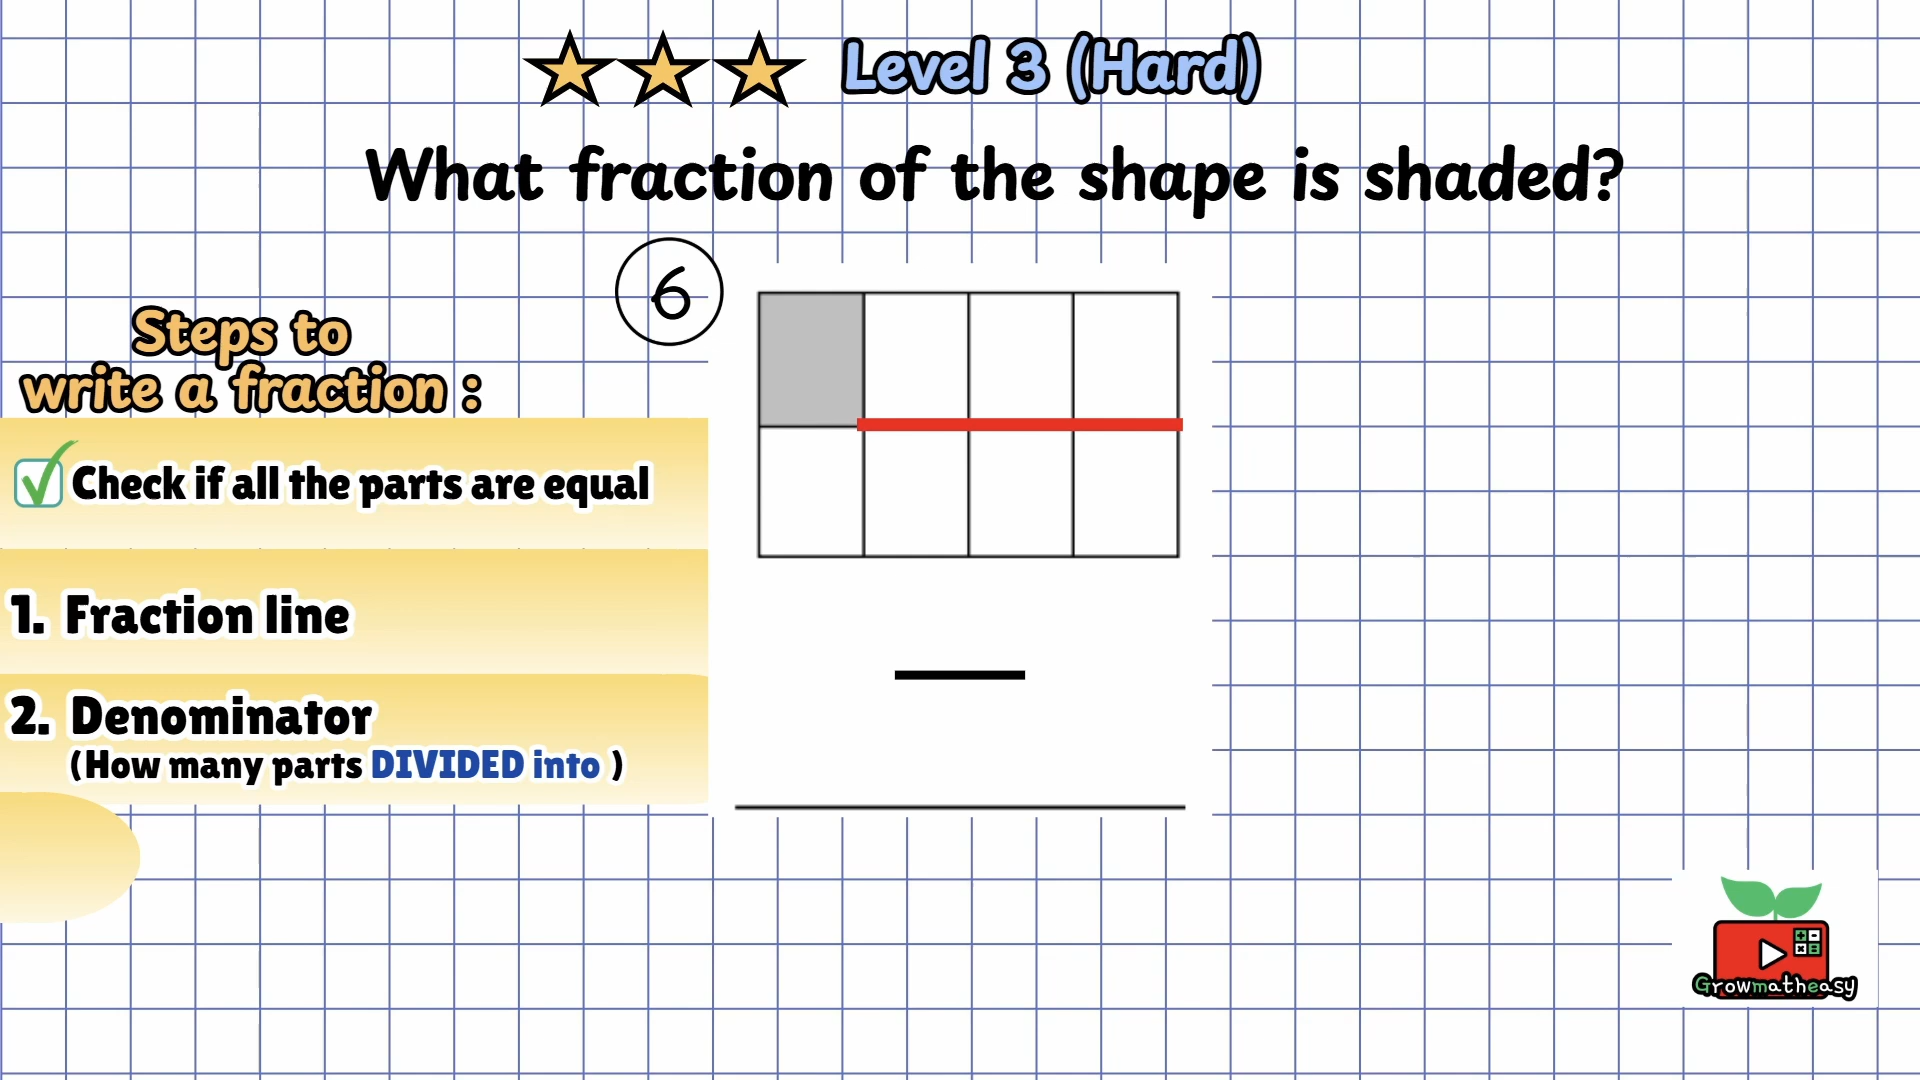 Level 3 (Hard)
What fraction of the shape is shaded?
6
Steps to
write a fraction :
Check if all the parts are equal
1. Fraction line
2. Denominator
(How many parts DIVIDED into )
Growmatheasy